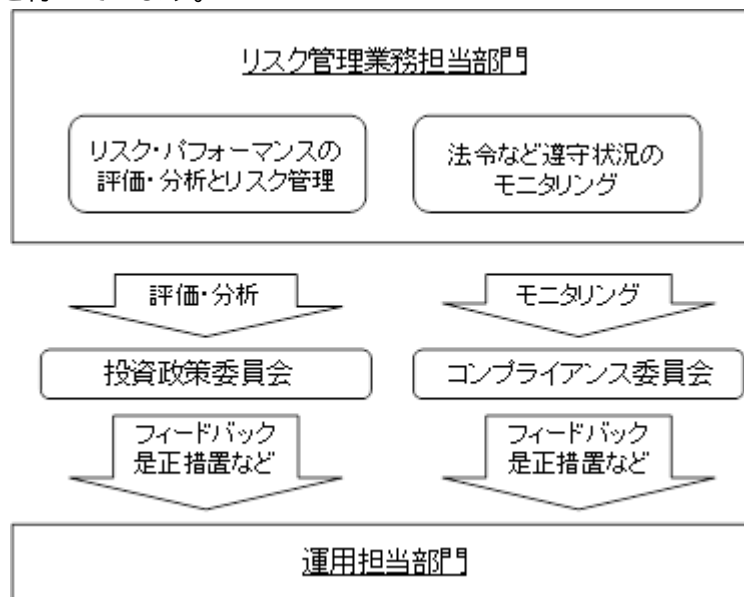 リスク管理業務担当部門
リスク・パフォーマンスの
評価・分析とリスク管理
法令など遵守状況の
モニタリング
評価・分析
モニタリング
投資政策委員会
コンプライアンス委員会
フィードバック
是正措置など
フィードバック
是正措置など
運用担当部門